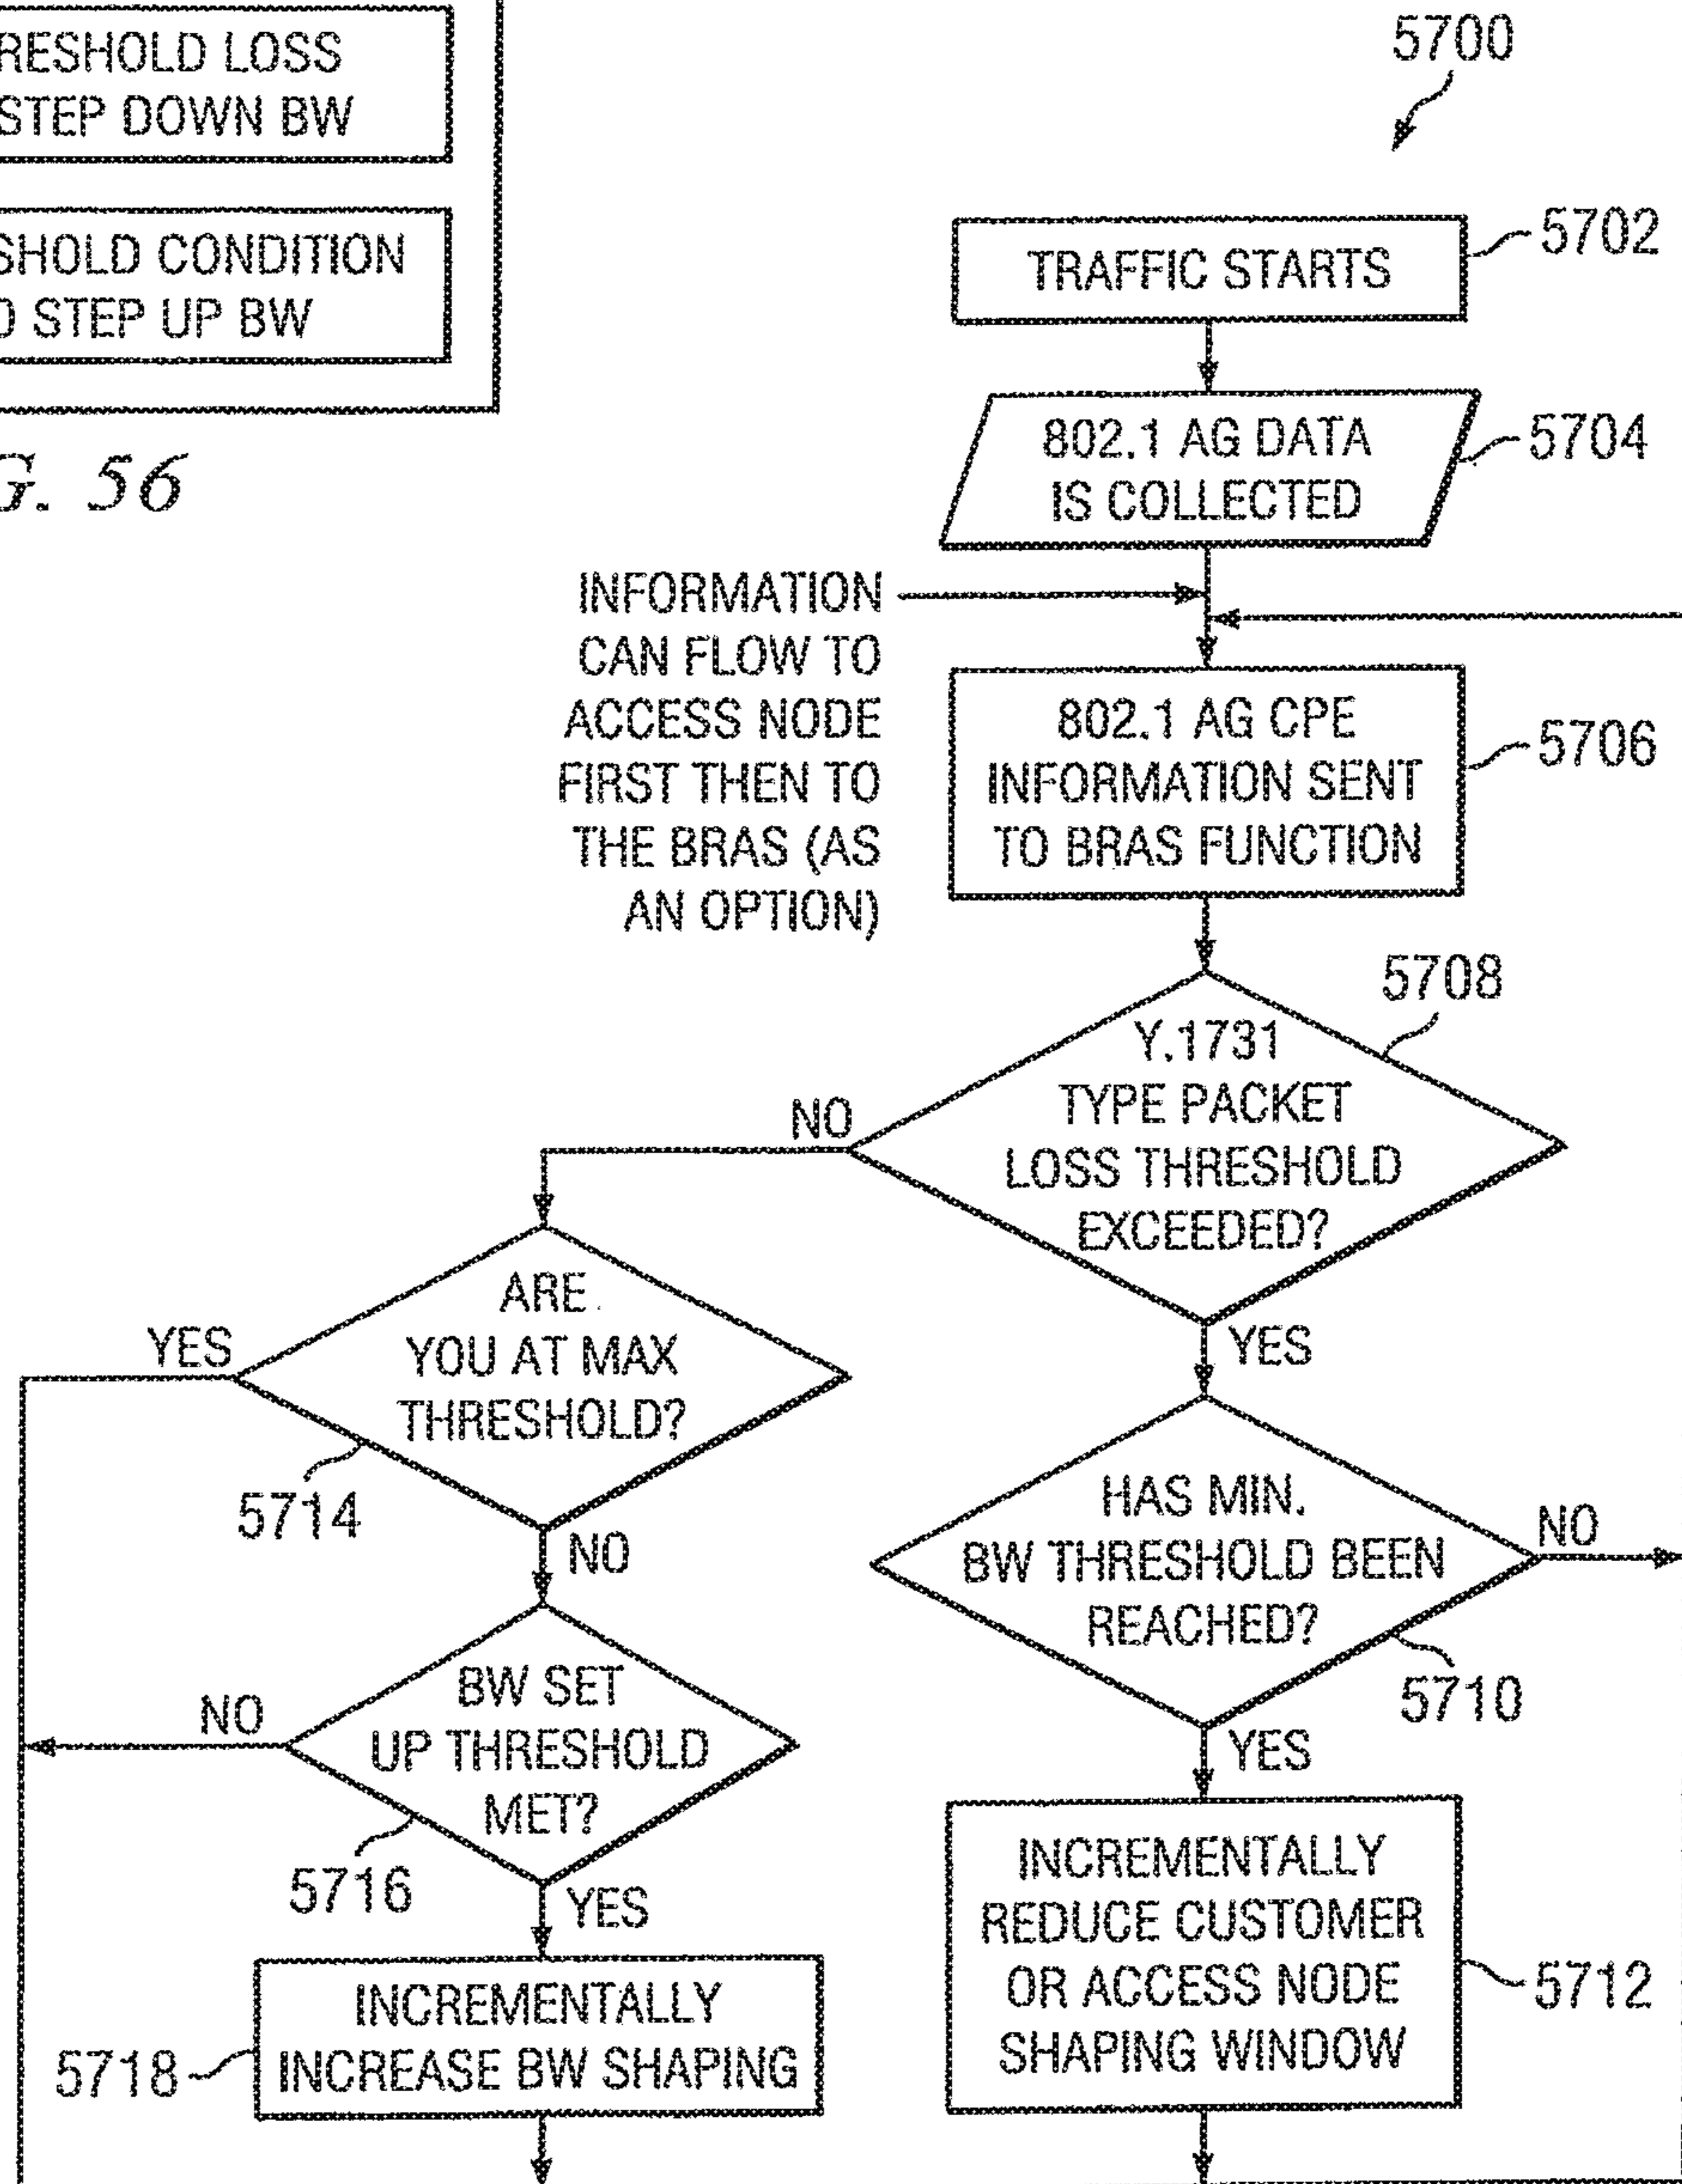 RESHOLD LOSS
STEP DOWN BW
SHOLD CONDITION
O STEP UP BW
G. 56
5700
TRAFFIC STARTS
5702
802.1 AG DATA
IS COLLECTED
5704
INFORMATION
CAN FLOW TO
ACCESS NODE
FIRST THEN TO
THE BRAS (AS
AN OPTION)
802.1 AG CPE
INFORMATION SENT
TO BRAS FUNCTION
5706
5708
Y.1731
TYPE PACKET
LOSS THRESHOLD
EXCEEDED?
NO
YES
ARE
YOU AT MAX
THRESHOLD?
YES
5714
NO
HAS MIN.
BW THRESHOLD BEEN
REACHED?
NO
5710
YES
BW SET
UP THRESHOLD
MET?
NO
5716
YES
INCREMENTALLY
REDUCE CUSTOMER
OR ACCESS NODE
SHAPING WINDOW
5712
INCREMENTALLY
INCREASE BW SHAPING
5718